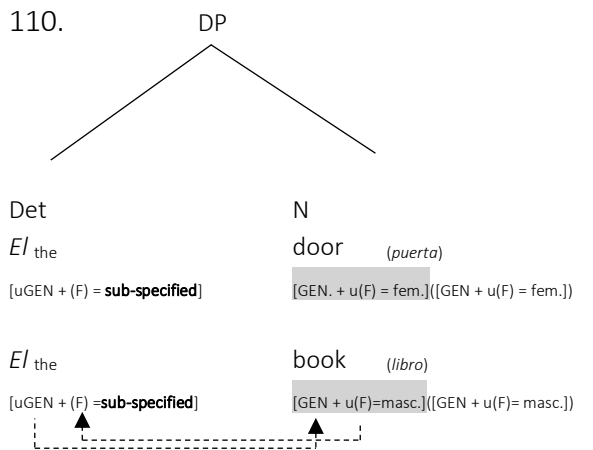 110. DP
Det N
El the door (puerta)
[uGEN + (F) = sub-specified] [GEN. + u(F) = fem.]([GEN + u(F) = fem.])
El the book (libro)
[uGEN + (F) =sub-specified] [GEN + u(F)=masc.]([GEN + u(F)= masc.])